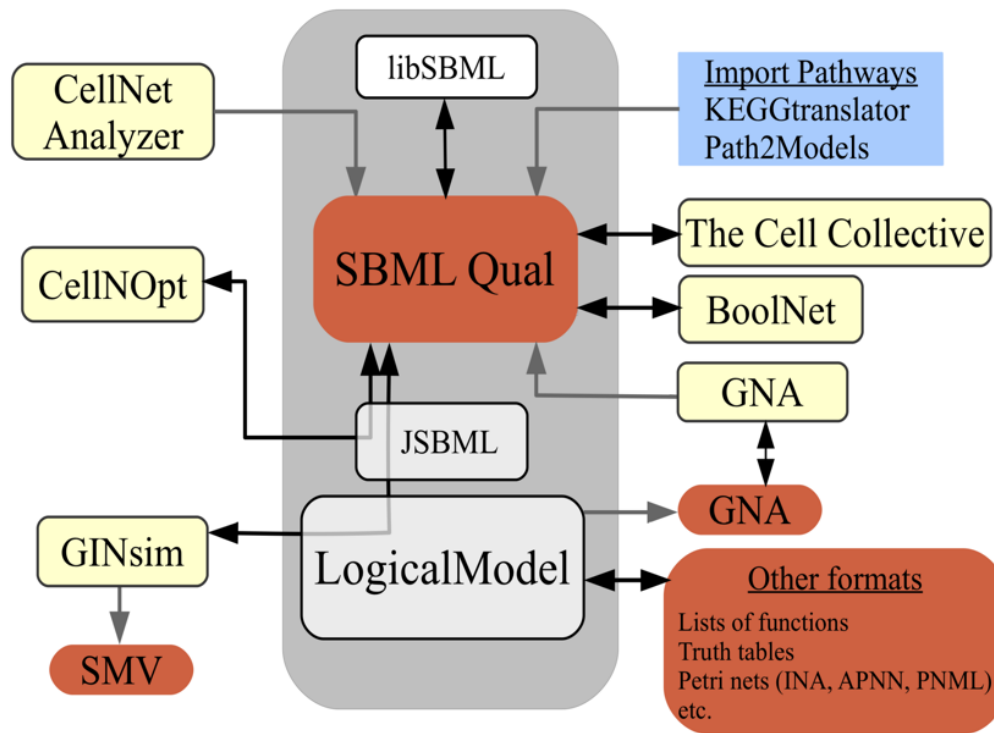 libSBML
CellNet
Analyzer
Import Pathways
KEGGtranslator
Path2Models
SBML Qual
The Cell Collective
CellNOpt
BoolNet
GNA
JSBML
GNA
GINsim
LogicalModel
Other formats
Lists of functions
Truth tables
Petri nets (INA, APNN, PNML)
etc.
SMV